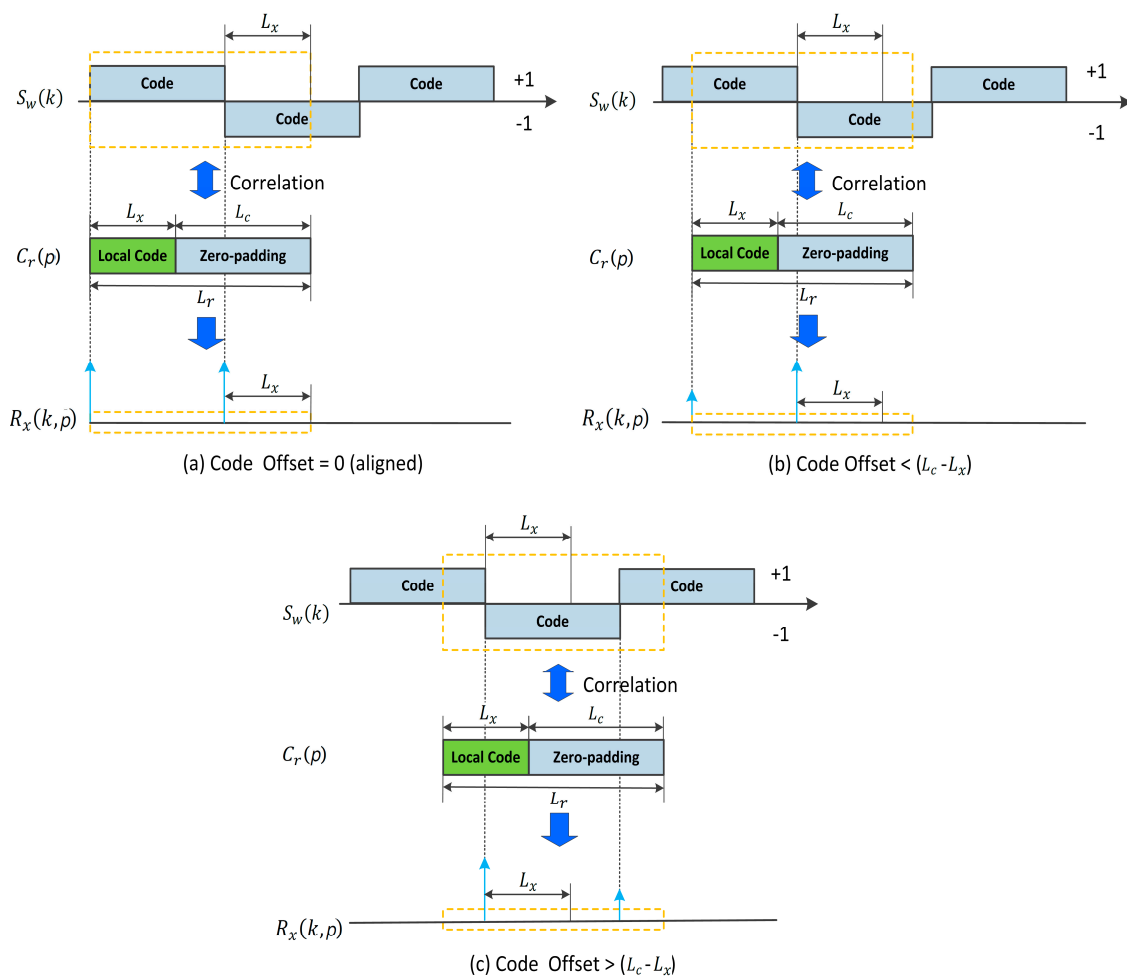 L_x
Code
Code
+1
S_w(k)
Code
-1
Correlation
L_x
L_c
C_r(p)
Local Code
Zero-padding
L_r
L_x
R_x(k,p)
(a) Code Offset = 0 (aligned)
L_x
Code
Code
+1
S_w(k)
Code
-1
Correlation
L_x
L_c
C_r(p)
Local Code
Zero-padding
L_r
L_x
R_x(k,p)
(b) Code Offset < (L_c -L_x)
L_x
Code
Code
+1
S_w(k)
Code
-1
Correlation
L_x
L_c
C_r(p)
Local Code
Zero-padding
L_r
L_x
R_x(k,p)
(c) Code Offset > (L_c -L_x)